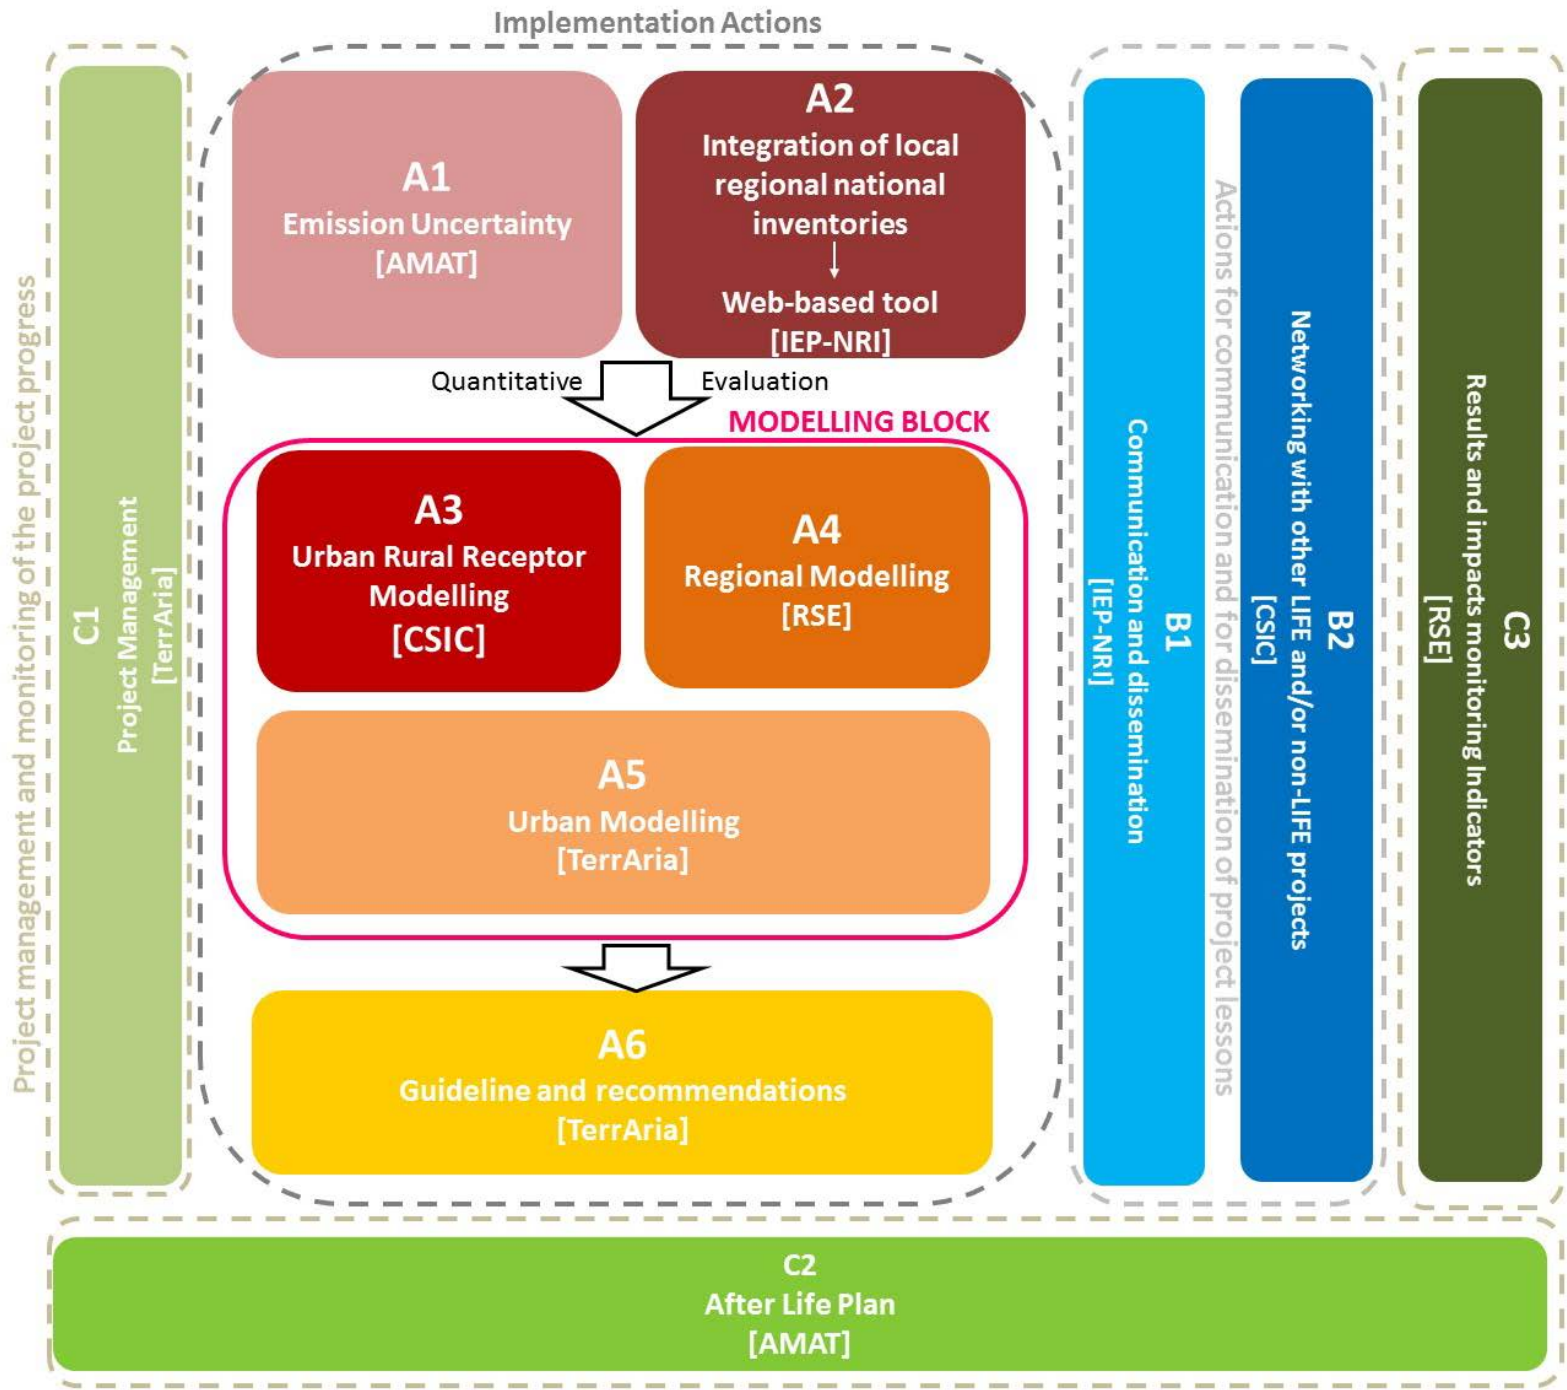 Implementation Actions
Project management and monitoring of the project progress
C1
Project Management
[TerrAria]
A1
Emission Uncertainty
[AMAT]
A2
Integration of local
regional national
inventories
Web-based tool
[IEP-NRI]
Quantitative
Evaluation
MODELLING BLOCK
A3
Urban Rural Receptor
Modelling
[CSIC]
A4
Regional Modelling
[RSE]
A5
Urban Modelling
[TerrAria]
A6
Guideline and recommendations
[TerrAria]
B1
Communication and dissemination
[IEP-NRI]
Actions for communication and for dissemination of project lessons
B2
Networking with other LIFE and/or non-LIFE projects
[CSIC]
C3
Results and impacts monitoring Indicators
[RSE]
C2
After Life Plan
[AMAT]